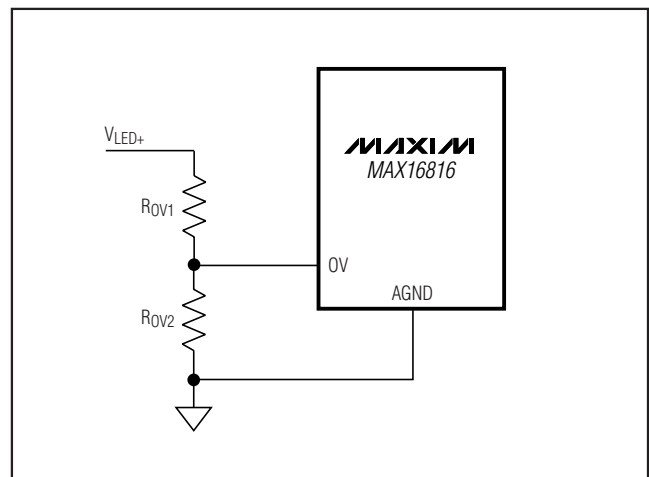 VLED+
MAXIM
MAX16816
ROV1
OV
AGND
ROV2